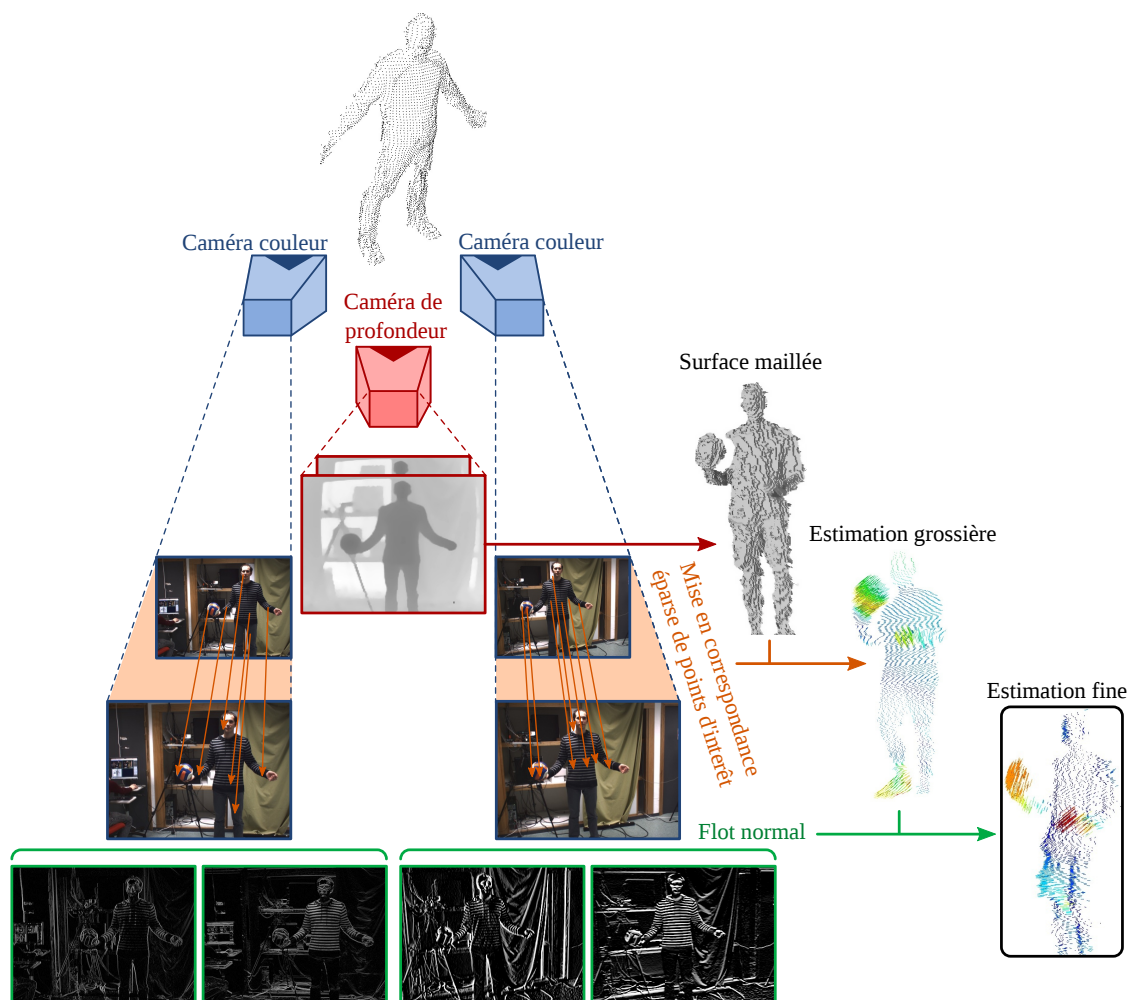 Caméra couleur
Caméra couleur
Caméra de
profondeur
Surface maillée
Estimation grossière
Mise en correspondance
éparse de points d'interêt
Estimation fine
Flot normal